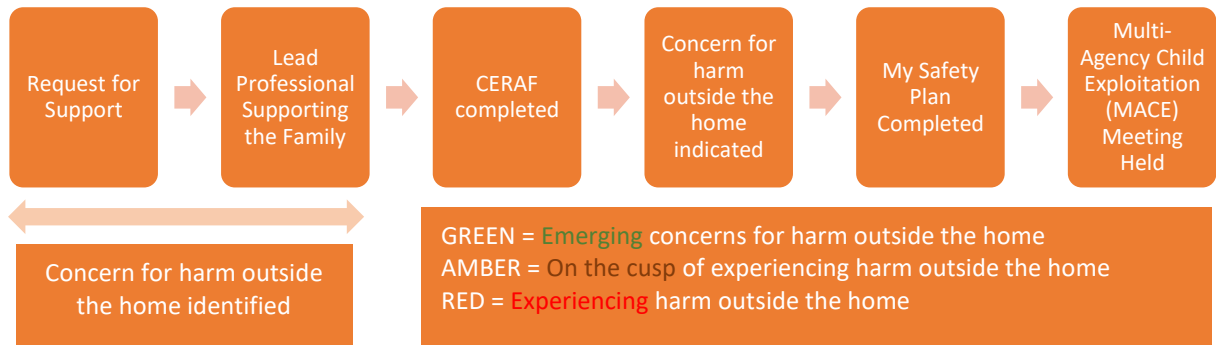 Request for
Support
Lead
Professional
Supporting
the Family
CERAF
completed
Concern for
harm
outside the
home
indicated
My Safety
Plan
Completed
Multi-
Agency Child
Exploitation
(MACE)
Meeting
Held
Concern for harm outside
the home identified
GREEN = Emerging concerns for harm outside the home
AMBER = On the cusp of experiencing harm outside the home
RED = Experiencing harm outside the home